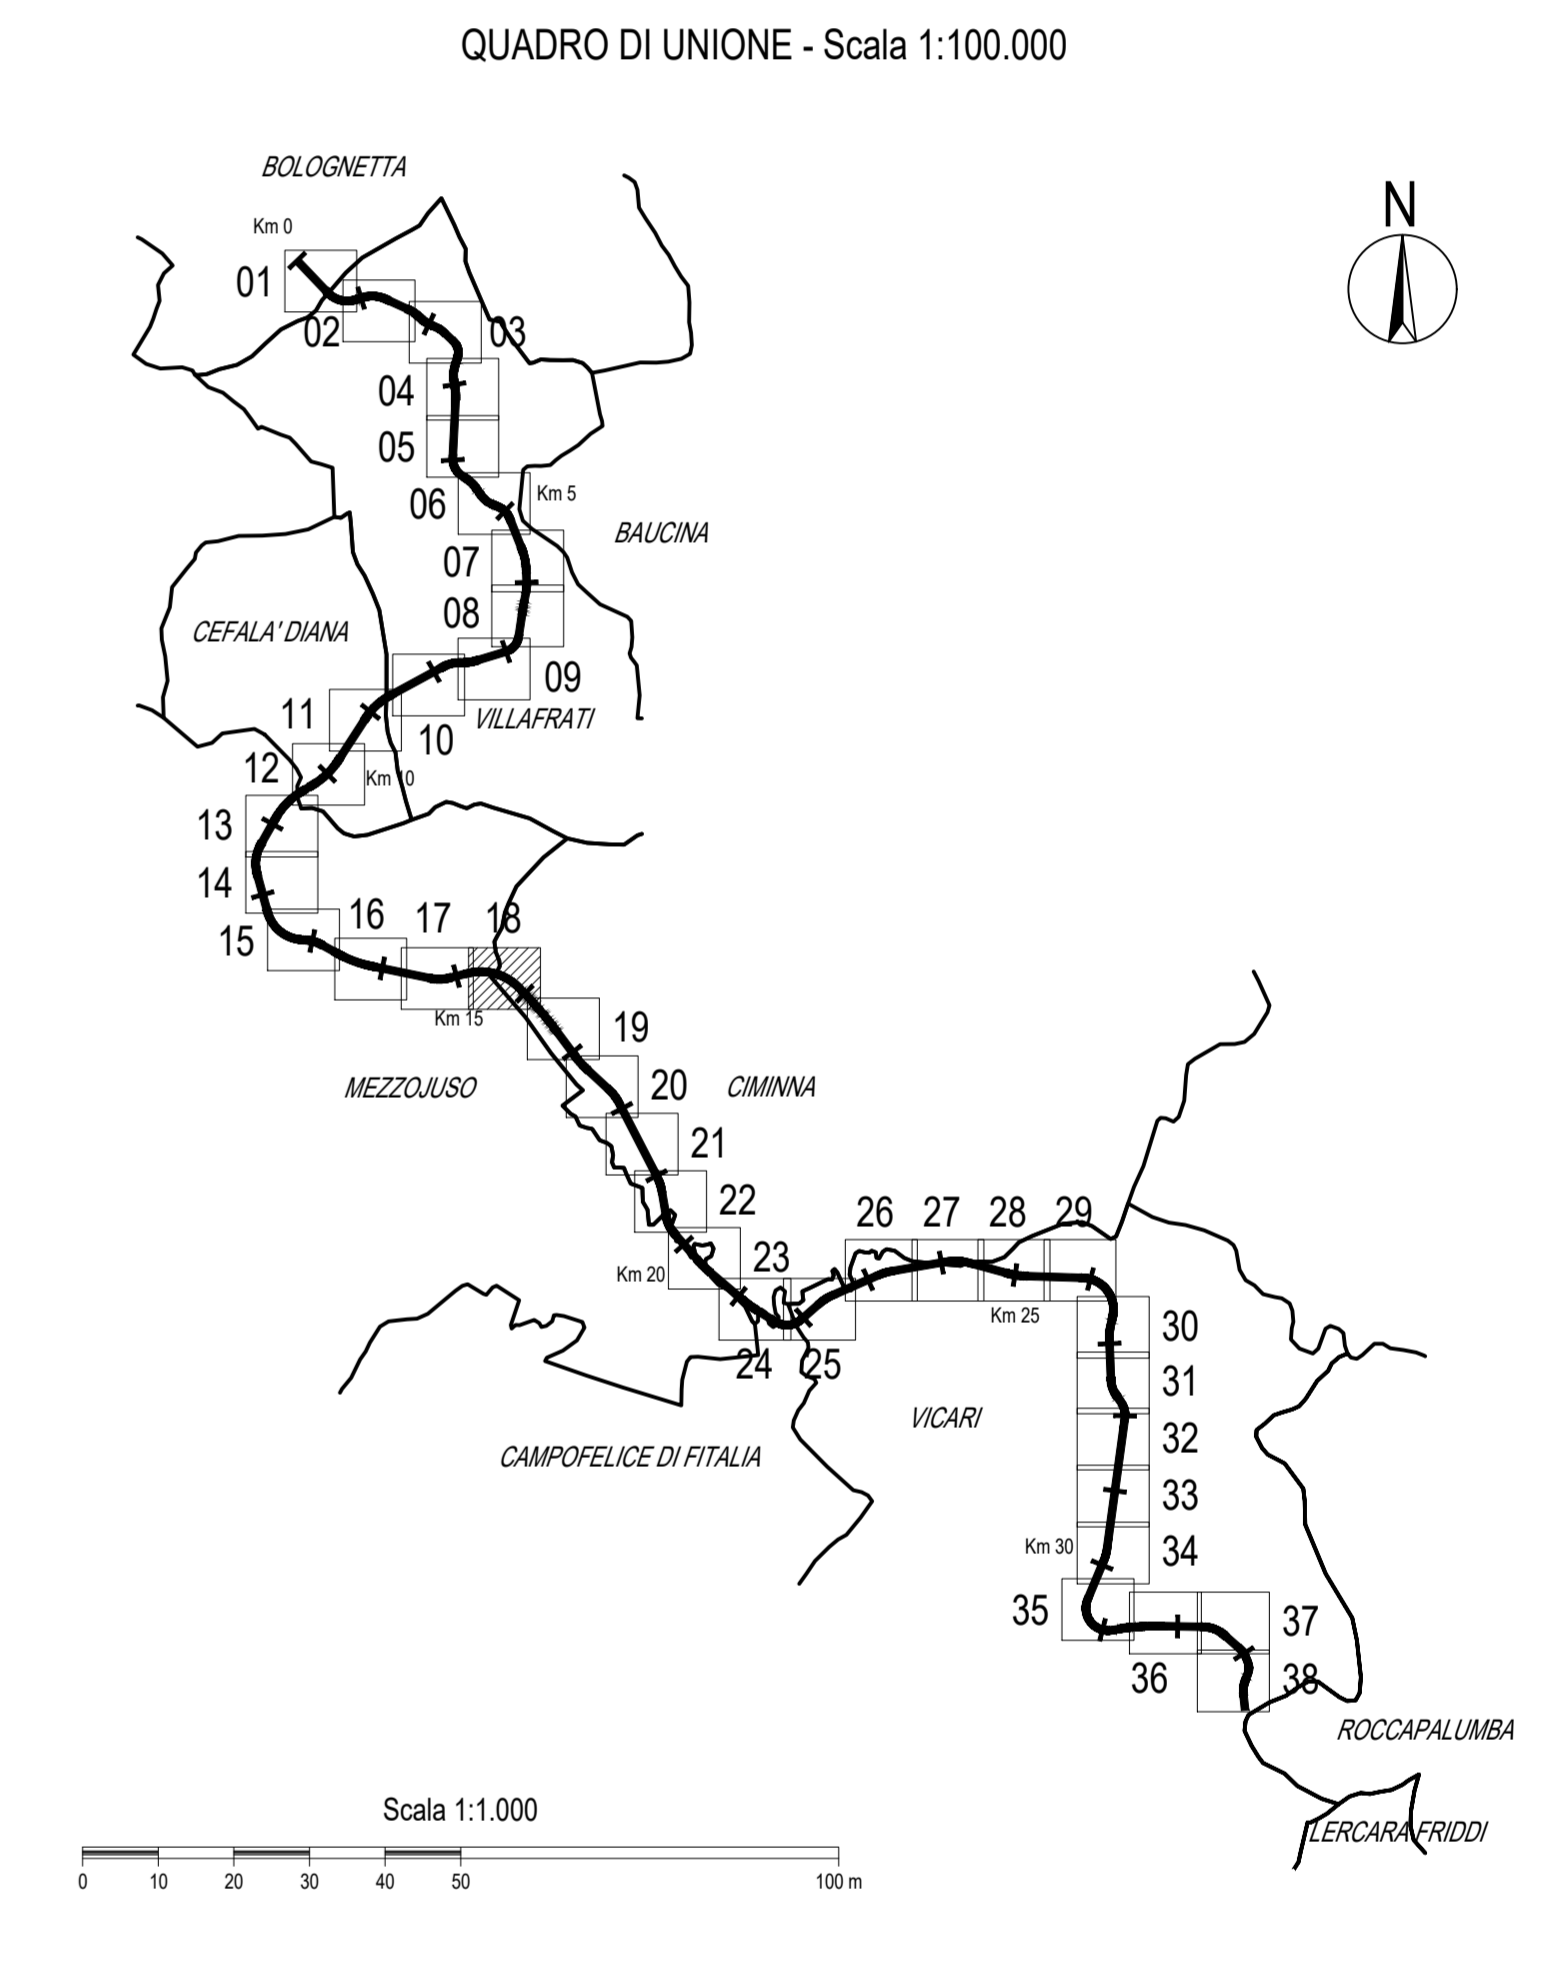 QUADRO DI UNIONE - Scala 1:100.000
BOLOGNETTA
N
Km 0
01
02
03
04
05
06
Km 5
BAUCINA
07
08
CEFALA' DIANA
09
VILLAFRATI
10
11
12
Km 10
13
14
15
16
17
18
Km 15
19
MEZZOJUSO
CIMINNA
20
21
22
Km 20
23
24
25
26
27
28
29
Km 25
30
31
VICARI
32
CAMPOFELICE DI FITALIA
33
Km 30
34
35
36
37
38
ROCCAPALUMBA
LERCARA FRIDDI
Scala 1:1.000
0 10 20 30 40 50 100 m